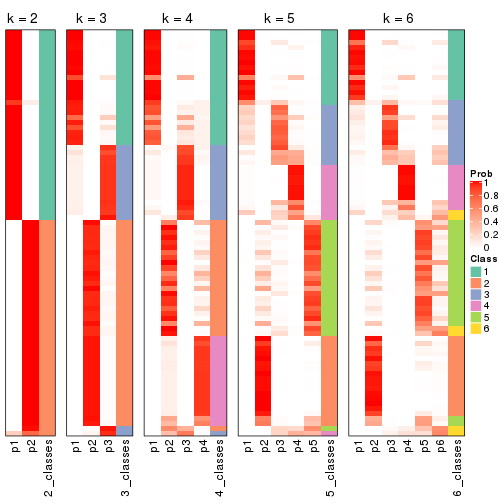 k = 2 k = 3 k = 4 k = 5 k = 6
Prob
1
0.8
0.6
0.4
0.2
0
Class
1
2
3
4
5
6
p1 p2 2_classes
p1 p2 p3 3_classes
p1 p2 p3 p4 4_classes
p1 p2 p3 p4 p5 5_classes
p1 p2 p3 p4 p5 p6 6_classes